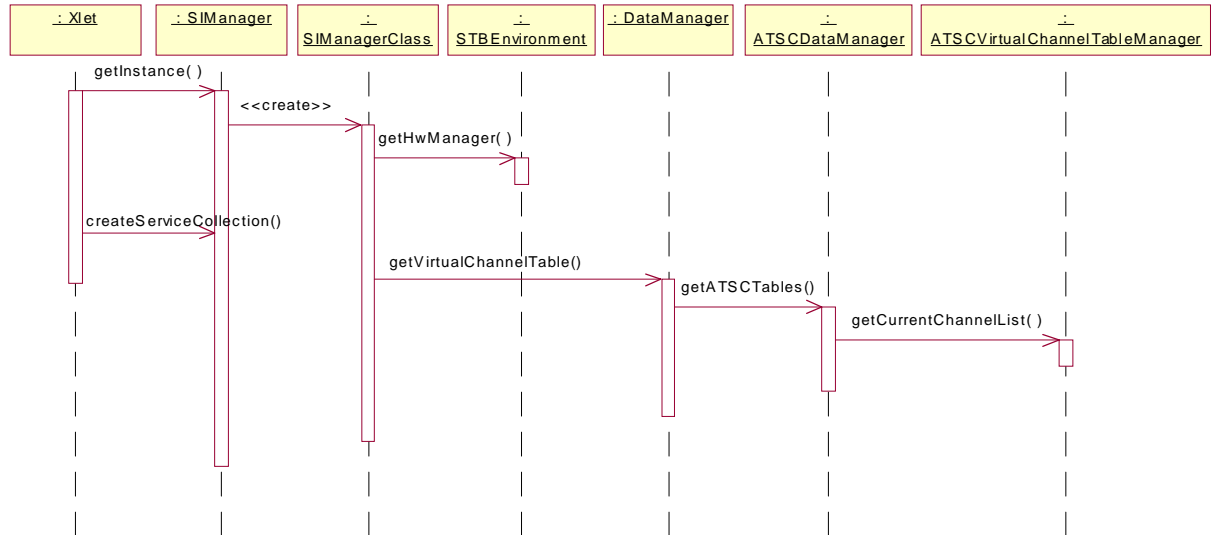 : Xlet
: SIManager
:
SIManagerClass
:
STBEnvironment
: DataManager
:
ATSCDataManager
:
ATSCVirtualChannelTableManager
getInstance( )
<<create>>
getHwManager( )
createServiceCollection()
getVirtualChannelTable()
getATSCTables()
getCurrentChannelList( )